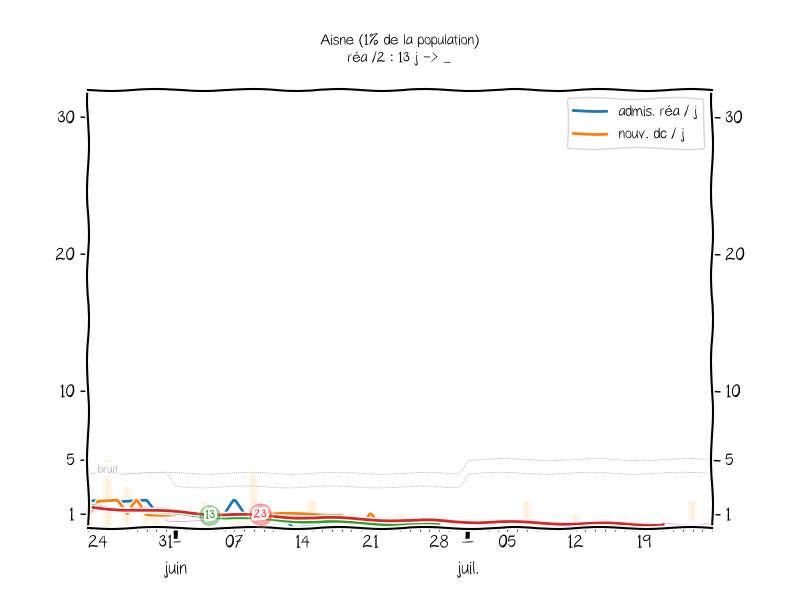 Aisne (1% de la population)
réa /2 : 13 j -> _
30 30
admis. réa / j
nouv. dc / j
20 20
10 10
5 5
bruit
1 13 23 1
24 31 07 14 21 28 05 12 19
juin juil.